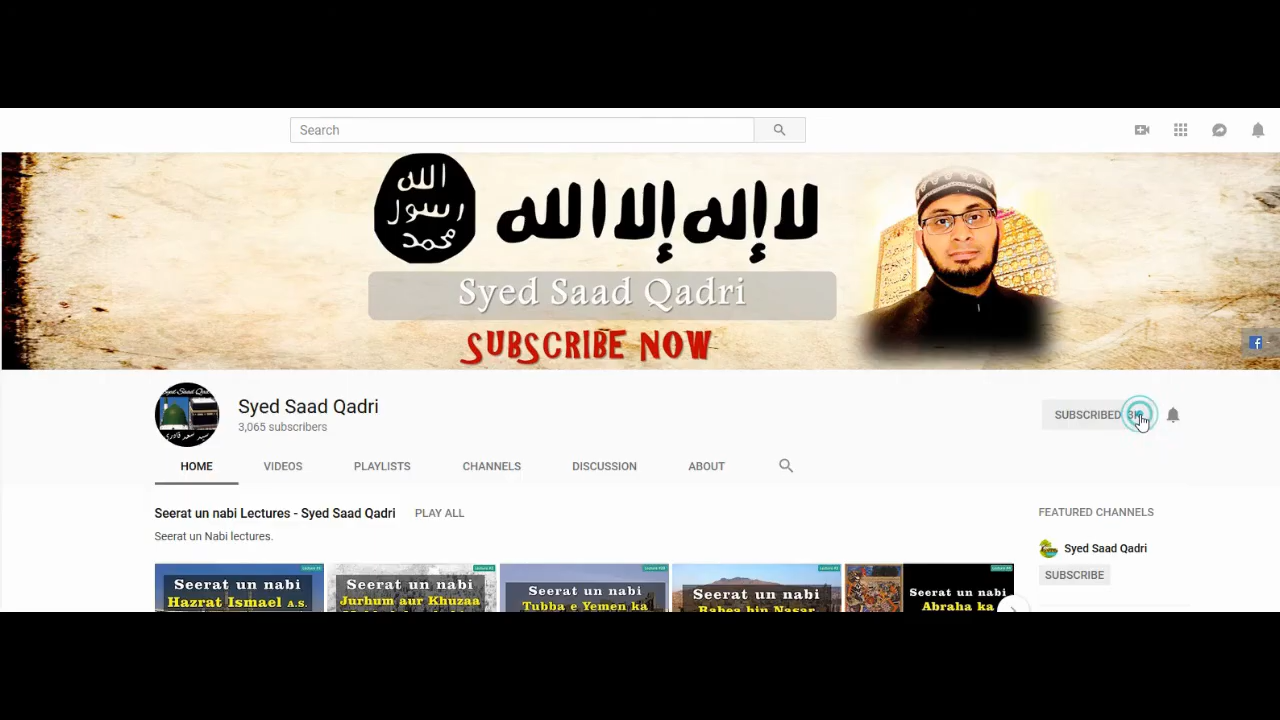 Search
الله
رسول
محمد
لا إله إلا الله
Syed Saad Qadri
SUBSCRIBE NOW
Syed Saad Qadri
3,065 subscribers
SUBSCRIBED
HOME VIDEOS PLAYLISTS CHANNELS DISCUSSION ABOUT
Seerat un nabi Lectures - Syed Saad Qadri PLAY ALL
Seerat un Nabi lectures.
FEATURED CHANNELS
Syed Saad Qadri
SUBSCRIBE
Seerat un nabi
Hazrat Ismael A.S.
Seerat un nabi
Jurhum aur Khuzaa
Seerat un nabi
Tubba e Yemen ka
Seerat un nabi
Rabea bin Nasar
Seerat un nabi
Abraha ka